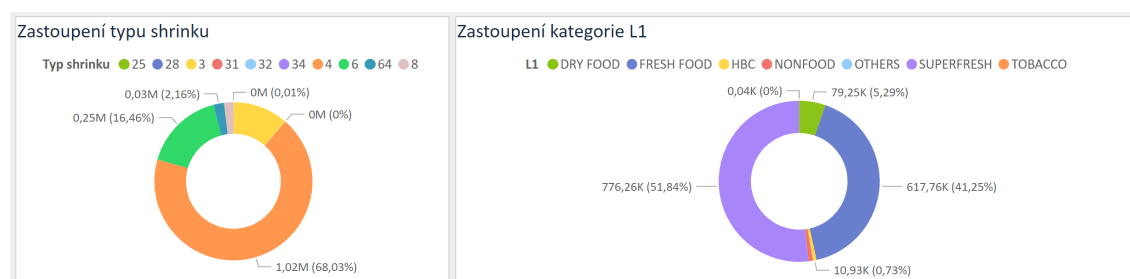 Zastoupení typu shrinku
Typ shrinku 25 28 3 31 32 34 4 6 64 8
0,03M (2,16%)
0M (0,01%)
0,25M (16,46%)
0M (0%)
1,02M (68,03%)
Zastoupení kategorie L1
L1 DRY FOOD FRESH FOOD HBC NONFOOD OTHERS SUPERFRESH TOBACCO
0,04K (0%)
79,25K (5,29%)
776,26K (51,84%)
617,76K (41,25%)
10,93K (0,73%)